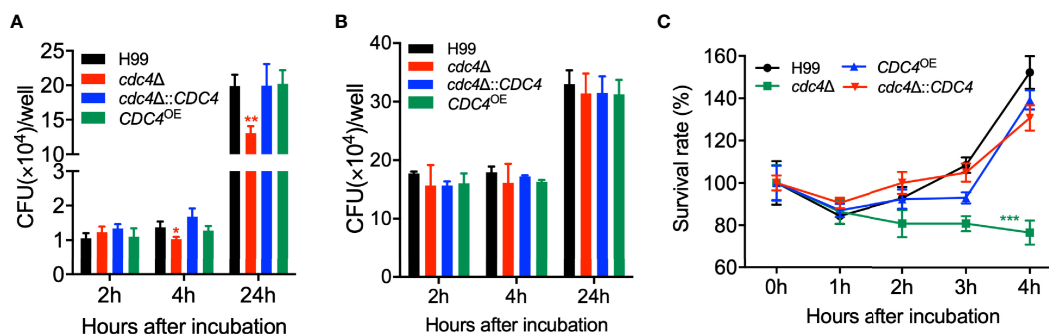 A
H99
cdc4Δ
cdc4Δ::CDC4
CDC4OE
CFU(×10⁴)/well
25
20
15
10
3
2
1
0
*
**
2h
4h
24h
Hours after incubation
B
H99
cdc4Δ
cdc4Δ::CDC4
CDC4OE
CFU(×10⁴)/well
40
30
20
10
0
2h
4h
24h
Hours after incubation
C
H99
CDC4OE
cdc4Δ
cdc4Δ::CDC4
Survival rate (%)
160
140
120
100
80
60
***
0h
1h
2h
3h
4h
Hours after incubation